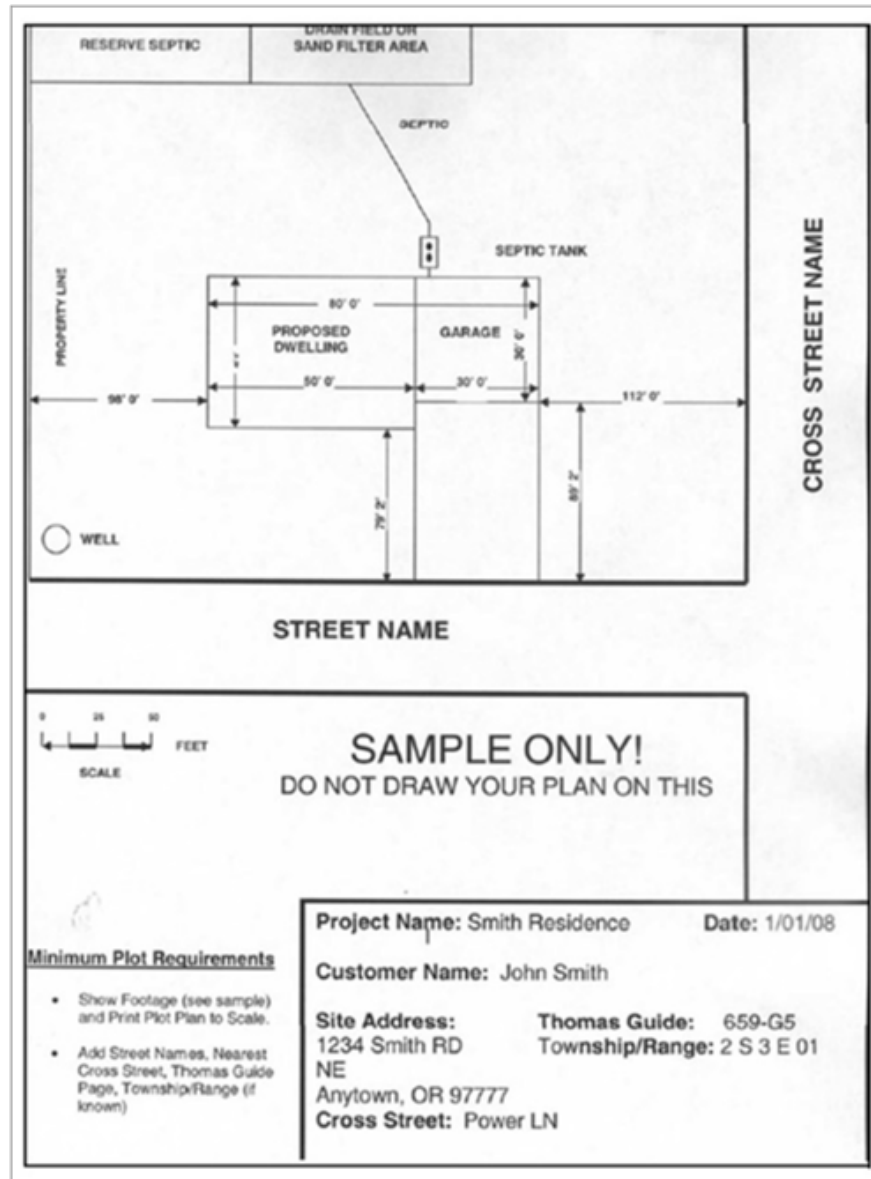 DRAIN FIELD OR
RESERVE SEPTIC
SAND FILTER AREA
SEPTIC
SEPTIC TANK
PROPERTY LINE
80' 0'
PROPOSED
DWELLING
GARAGE
30' 0'
50' 0'
30' 0'
98' 0'
112' 0'
79' 2'
89' 2'
WELL
CROSS STREET NAME
STREET NAME
0 25 50
FEET
SCALE
SAMPLE ONLY!
DO NOT DRAW YOUR PLAN ON THIS
Project Name: Smith Residence Date: 1/01/08
Customer Name: John Smith
Site Address: Thomas Guide: 659-G5
1234 Smith RD Township/Range: 2 S 3 E 01
NE
Anytown, OR 97777
Cross Street: Power LN
Minimum Plot Requirements
• Show Footage (see sample)
and Print Plot Plan to Scale.
• Add Street Names, Nearest
Cross Street, Thomas Guide
Page, Township/Range (if
known)